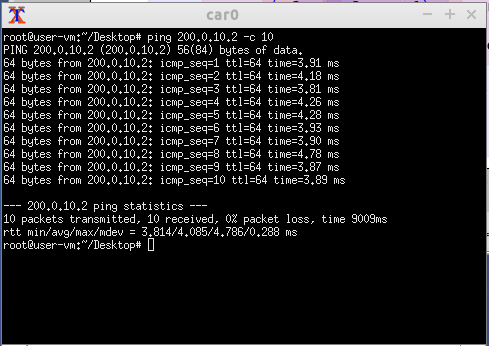 car0
root@user-vm:~/Desktop# ping 200.0.10.2 -c 10
PING 200.0.10.2 (200.0.10.2) 56(84) bytes of data.
64 bytes from 200.0.10.2: icmp_seq=1 ttl=64 time=3.91 ms
64 bytes from 200.0.10.2: icmp_seq=2 ttl=64 time=4.18 ms
64 bytes from 200.0.10.2: icmp_seq=3 ttl=64 time=3.81 ms
64 bytes from 200.0.10.2: icmp_seq=4 ttl=64 time=4.26 ms
64 bytes from 200.0.10.2: icmp_seq=5 ttl=64 time=4.28 ms
64 bytes from 200.0.10.2: icmp_seq=6 ttl=64 time=3.93 ms
64 bytes from 200.0.10.2: icmp_seq=7 ttl=64 time=3.90 ms
64 bytes from 200.0.10.2: icmp_seq=8 ttl=64 time=4.78 ms
64 bytes from 200.0.10.2: icmp_seq=9 ttl=64 time=3.87 ms
64 bytes from 200.0.10.2: icmp_seq=10 ttl=64 time=3.89 ms
--- 200.0.10.2 ping statistics ---
10 packets transmitted, 10 received, 0% packet loss, time 9009ms
rtt min/avg/max/mdev = 3.814/4.085/4.786/0.288 ms
root@user-vm:~/Desktop#